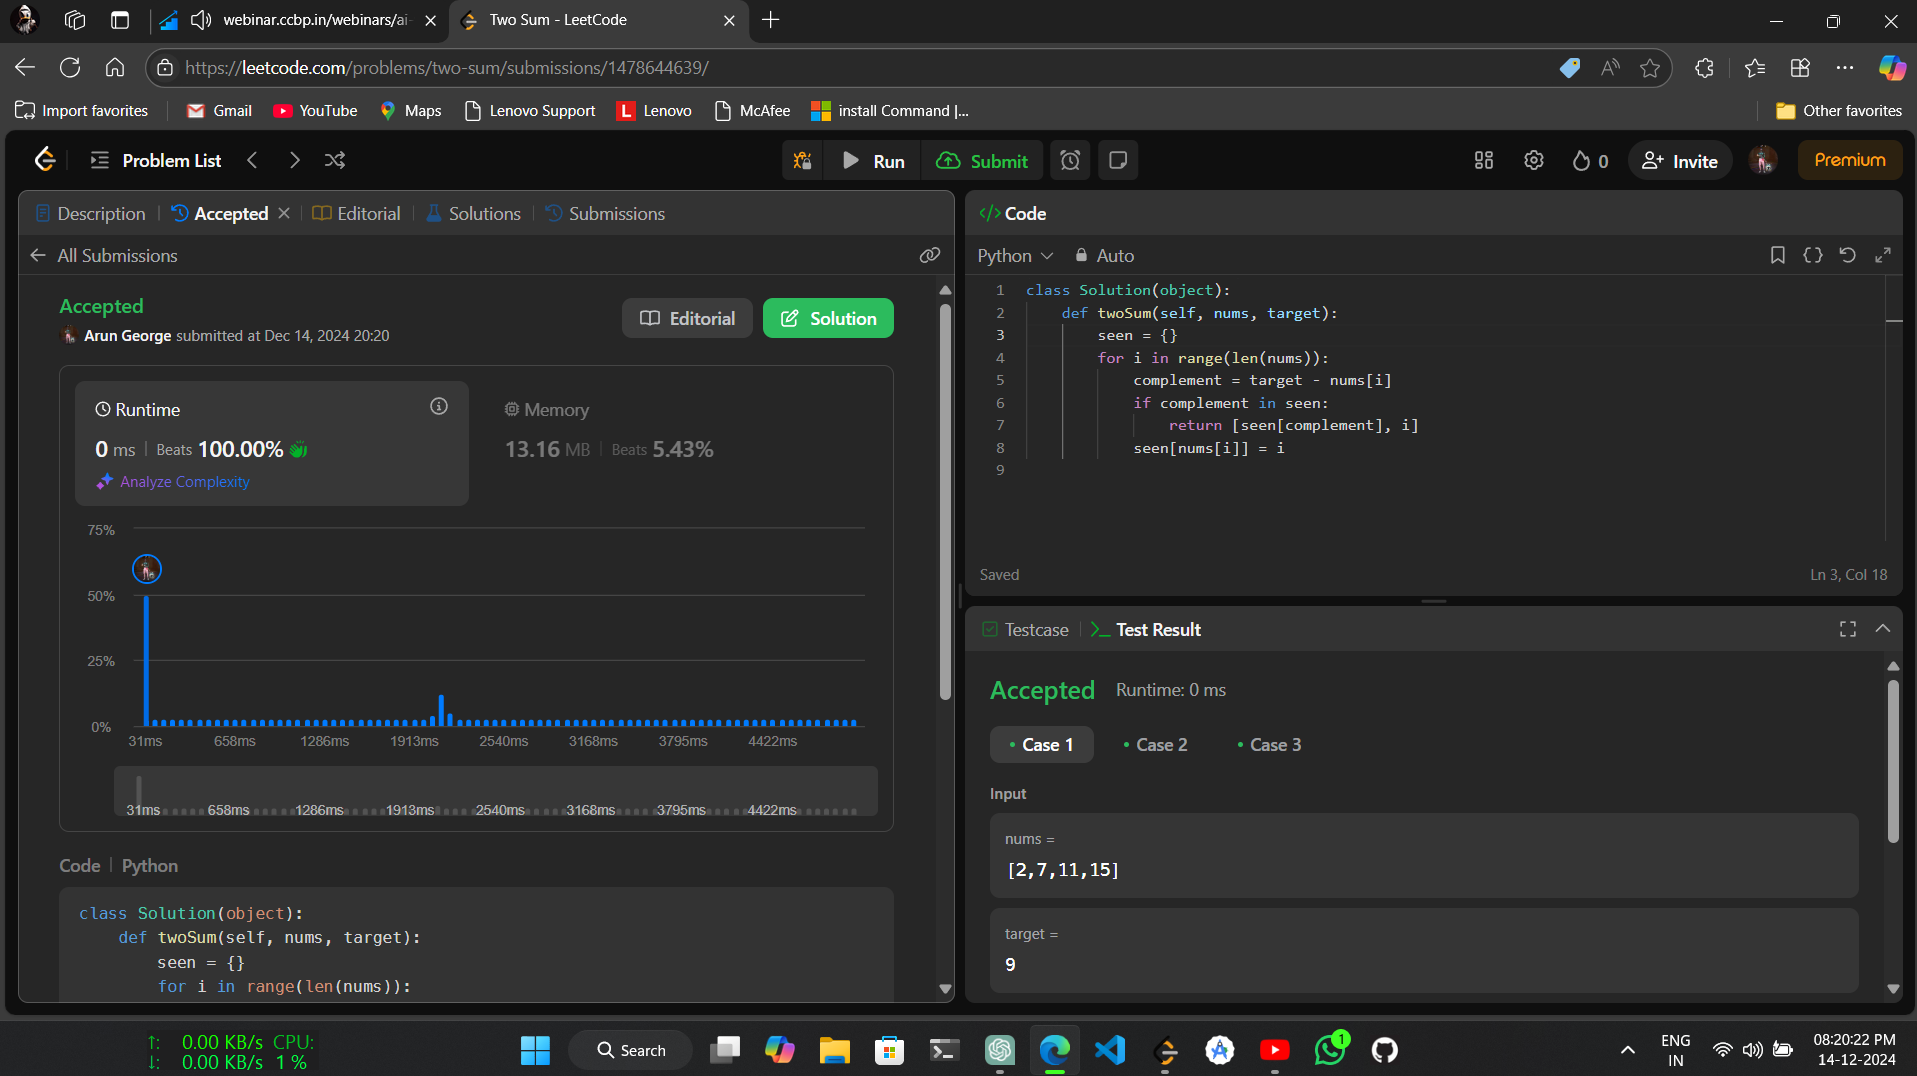 webinar.ccbp.in/webinars/ai-
Two Sum - LeetCode
https://leetcode.com/problems/two-sum/submissions/1478644639/
Import favorites
Gmail
YouTube
Maps
Lenovo Support
L Lenovo
McAfee
install Command |...
Other favorites
Problem List
Run
Submit
0
Invite
Premium
Description
Accepted
Editorial
Solutions
Submissions
All Submissions
Accepted
Arun George submitted at Dec 14, 2024 20:20
Editorial
Solution
Runtime
0 ms | Beats 100.00%
Analyze Complexity
Memory
13.16 MB | Beats 5.43%
75%
50%
25%
0%
31ms 658ms 1286ms 1913ms 2540ms 3168ms 3795ms 4422ms
31ms 658ms 1286ms 1913ms 2540ms 3168ms 3795ms 4422ms
Code | Python
class Solution(object):
def twoSum(self, nums, target):
seen = {}
for i in range(len(nums)):
</> Code
Python
Auto
1 class Solution(object):
2 def twoSum(self, nums, target):
3 seen = {}
4 for i in range(len(nums)):
5 complement = target - nums[i]
6 if complement in seen:
7 return [seen[complement], i]
8 seen[nums[i]] = i
9
Saved
Ln 3, Col 18
Testcase
Test Result
Accepted Runtime: 0 ms
Case 1
Case 2
Case 3
Input
nums =
[2,7,11,15]
target =
9
↑: 0.00 KB/s CPU:
↓: 0.00 KB/s 1 %
Search
1
ENG
IN
08:20:22 PM
14-12-2024